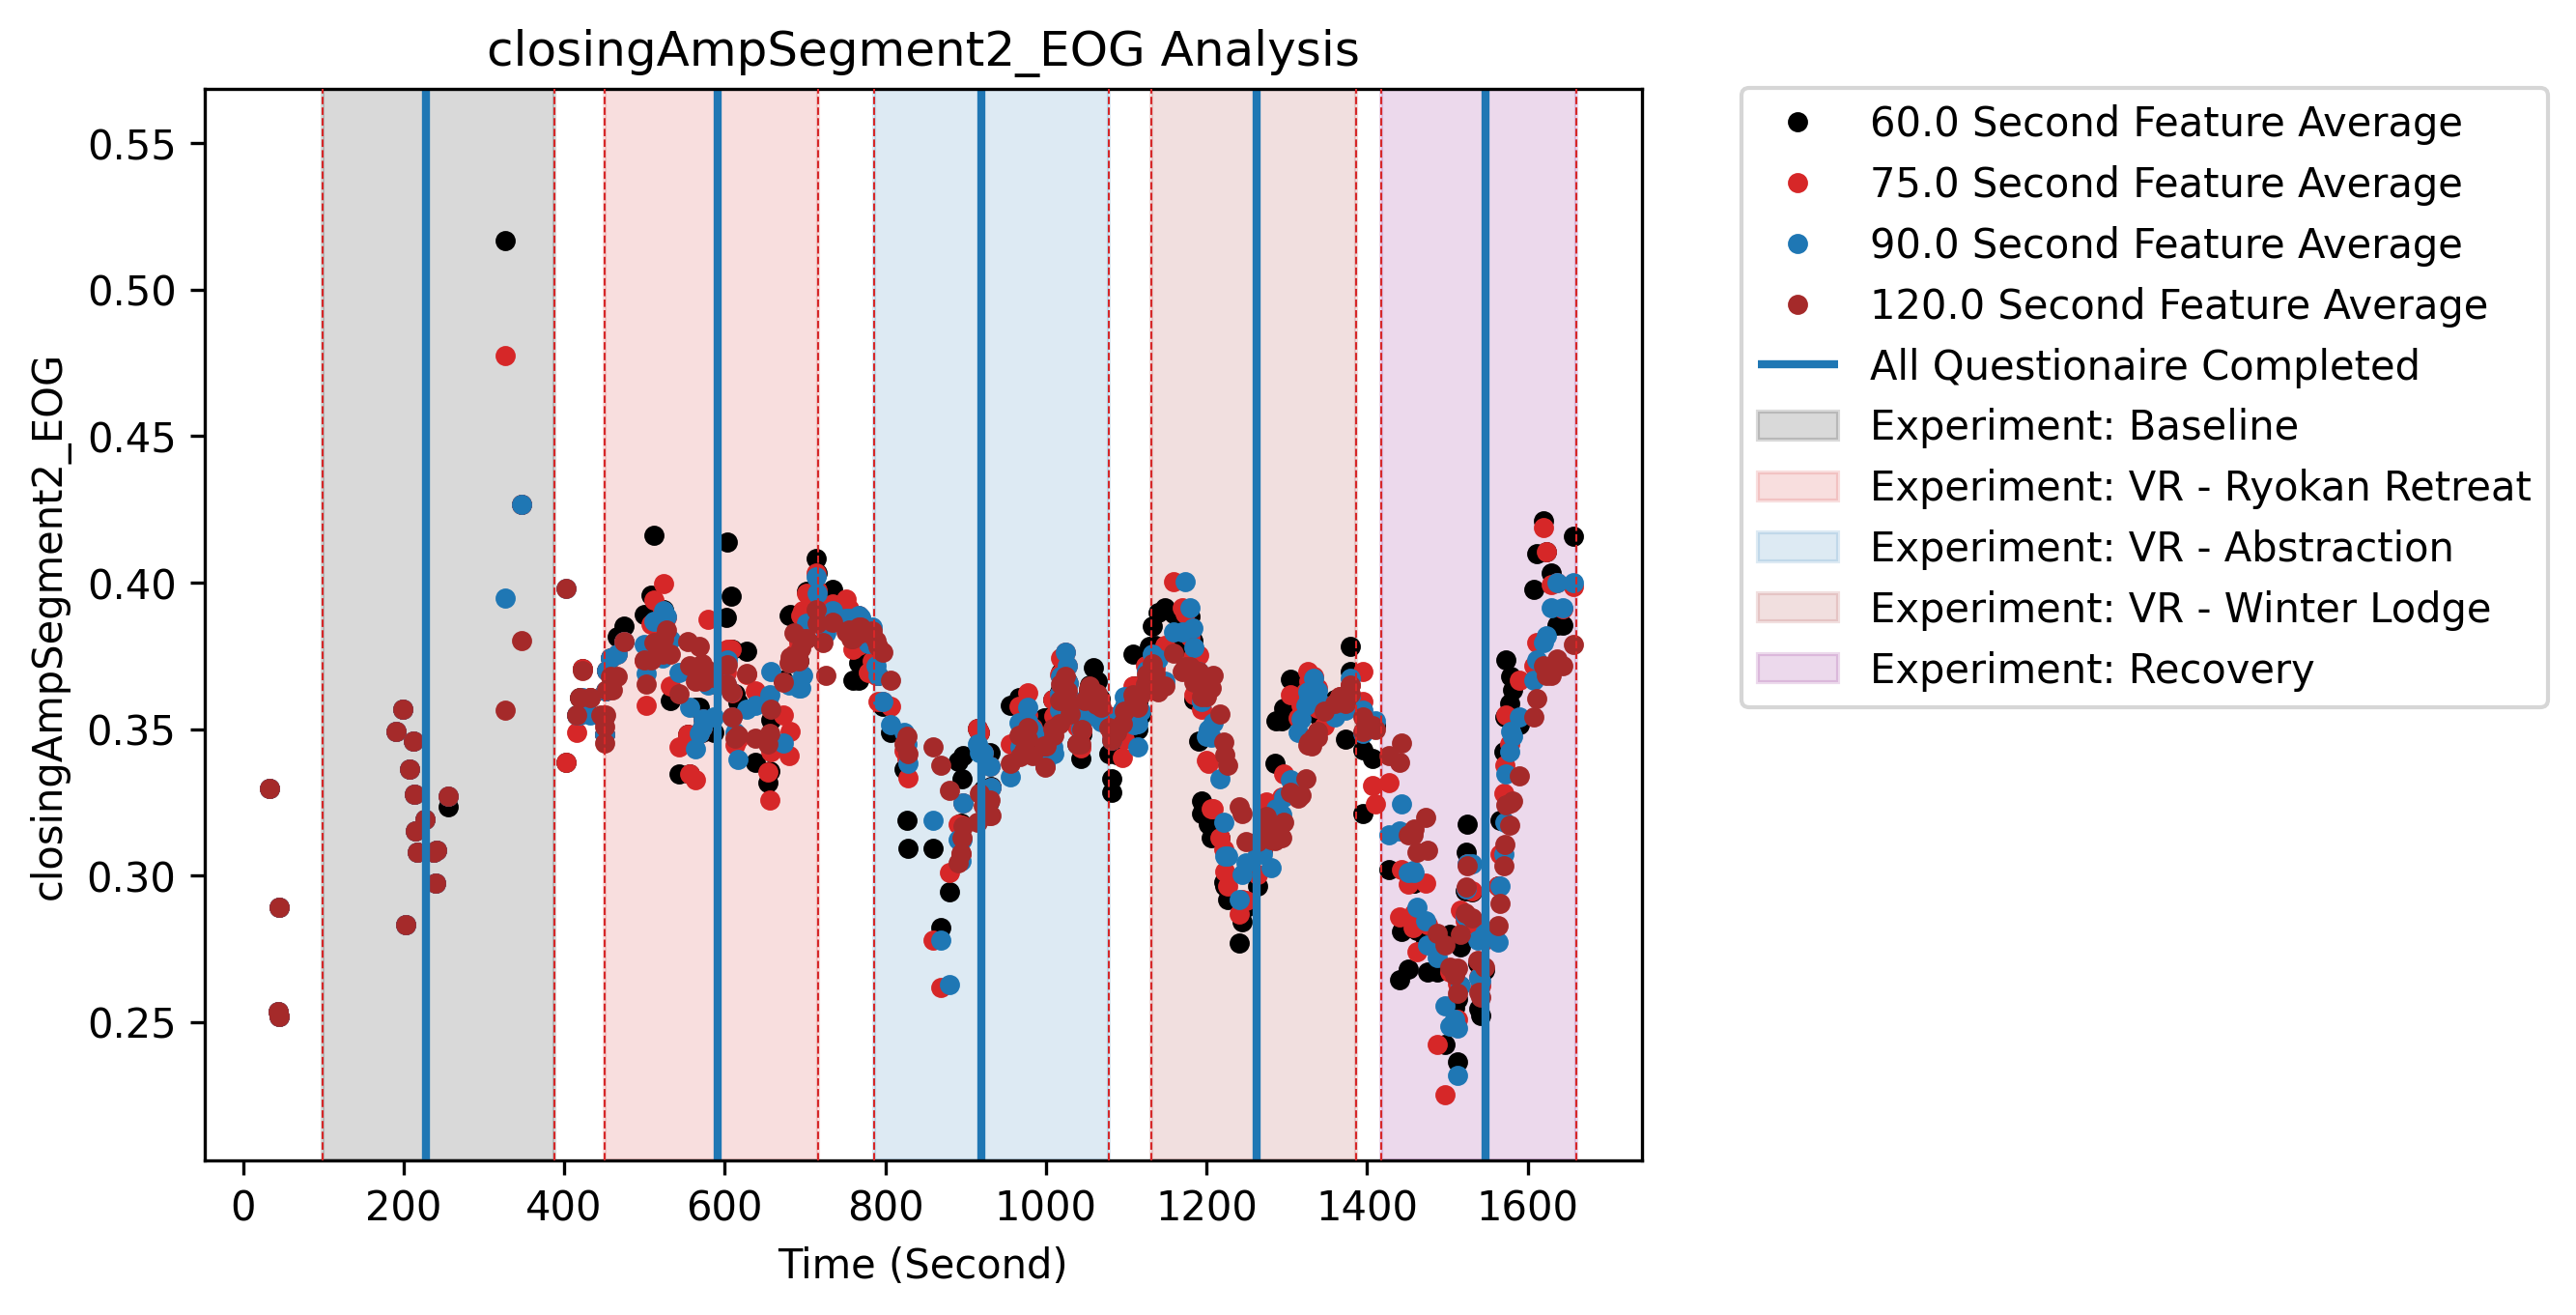 closingAmpSegment2_EOG Analysis
closingAmpSegment2_EOG
0.55
0.50
0.45
0.40
0.35
0.30
0.25
0 200 400 600 800 1000 1200 1400 1600
Time (Second)
60.0 Second Feature Average
75.0 Second Feature Average
90.0 Second Feature Average
120.0 Second Feature Average
All Questionaire Completed
Experiment: Baseline
Experiment: VR - Ryokan Retreat
Experiment: VR - Abstraction
Experiment: VR - Winter Lodge
Experiment: Recovery